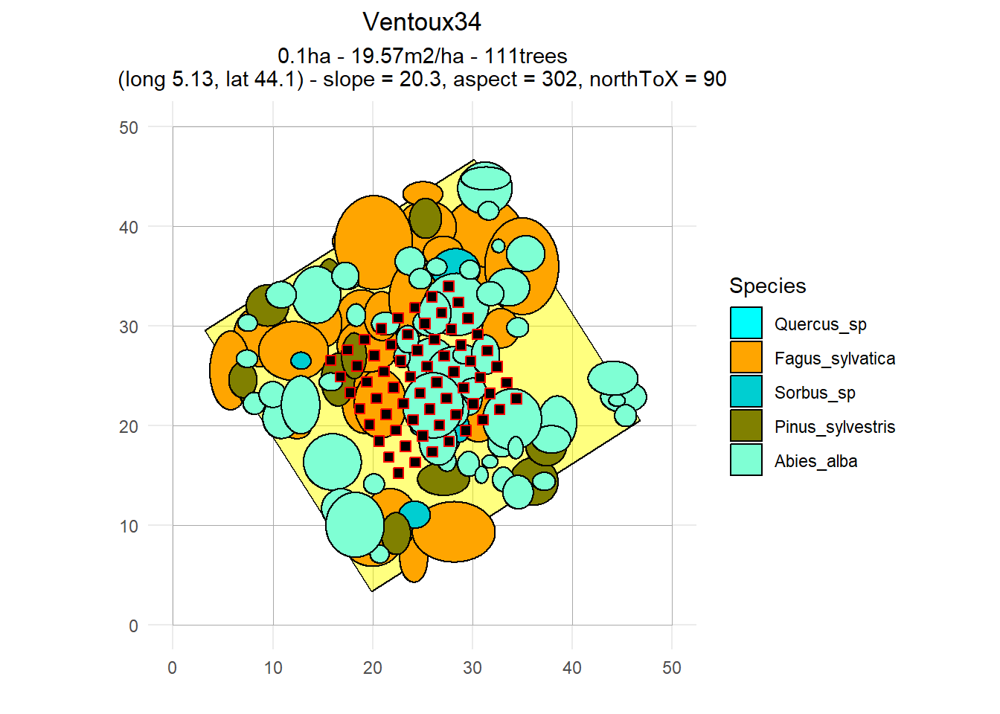 Ventoux34
0.1ha - 19.57m2/ha - 111trees
(long 5.13, lat 44.1) - slope = 20.3, aspect = 302, northToX = 90
50
40
30
20
10
0
0 10 20 30 40 50
Species
Quercus_sp
Fagus_sylvatica
Sorbus_sp
Pinus_sylvestris
Abies_alba